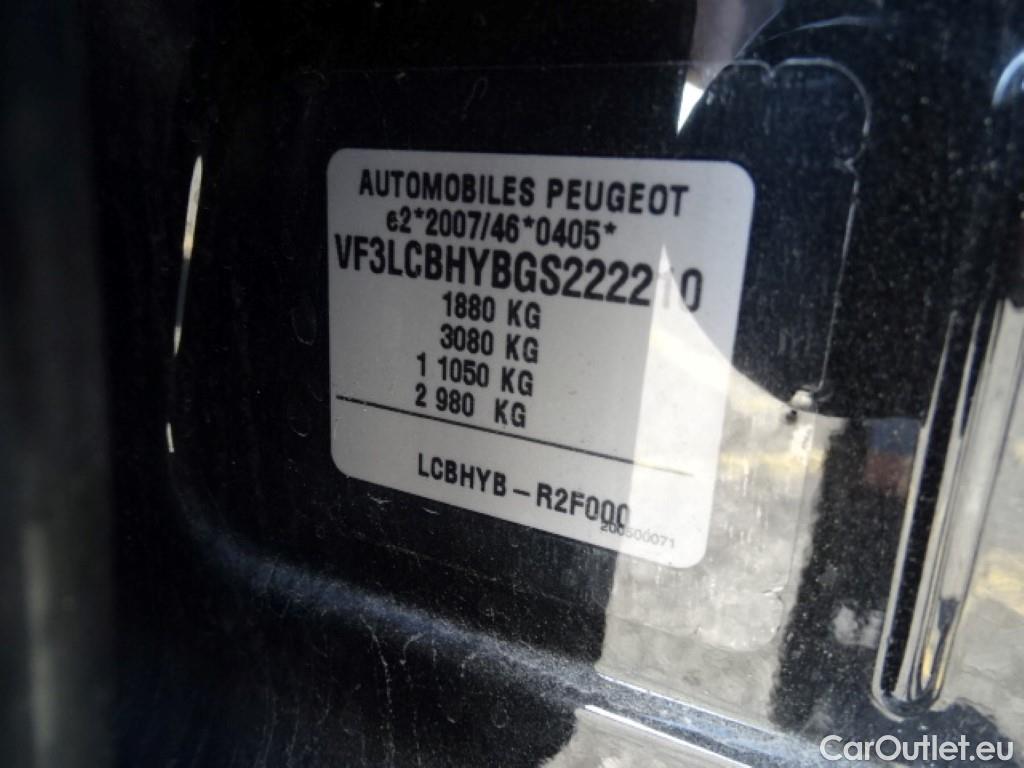 AUTOMOBILES PEUGEOT
e2*2007/46*0405*
VF3LCBHYBGS222210
1880 KG
3080 KG
1 1050 KG
2 980 KG
LCBHYB - R2F000
200500071
CarOutlet.eu